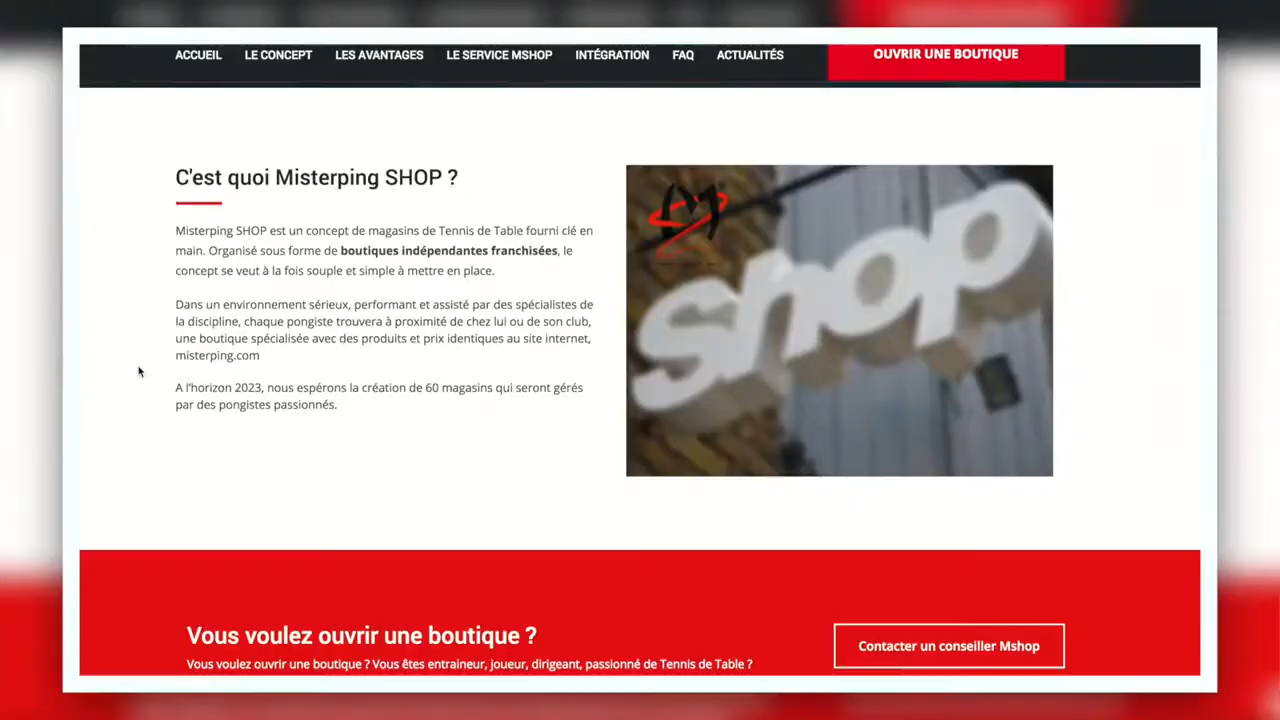 ACCUEIL LE CONCEPT LES AVANTAGES LE SERVICE MSHOP INTÉGRATION FAQ ACTUALITÉS OUVRIR UNE BOUTIQUE
C'est quoi Misterping SHOP ?
Misterping SHOP est un concept de magasins de Tennis de Table fourni clé en
main. Organisé sous forme de boutiques indépendantes franchisées, le
concept se veut à la fois souple et simple à mettre en place.
Dans un environnement sérieux, performant et assisté par des spécialistes de
la discipline, chaque pongiste trouvera à proximité de chez lui ou de son club,
une boutique spécialisée avec des produits et prix identiques au site internet,
misterping.com
A l'horizon 2023, nous espérons la création de 60 magasins qui seront gérés
par des pongistes passionnés.
M
shop
Vous voulez ouvrir une boutique ?
Vous voulez ouvrir une boutique ? Vous êtes entraineur, joueur, dirigeant, passionné de Tennis de Table ?
Contacter un conseiller Mshop